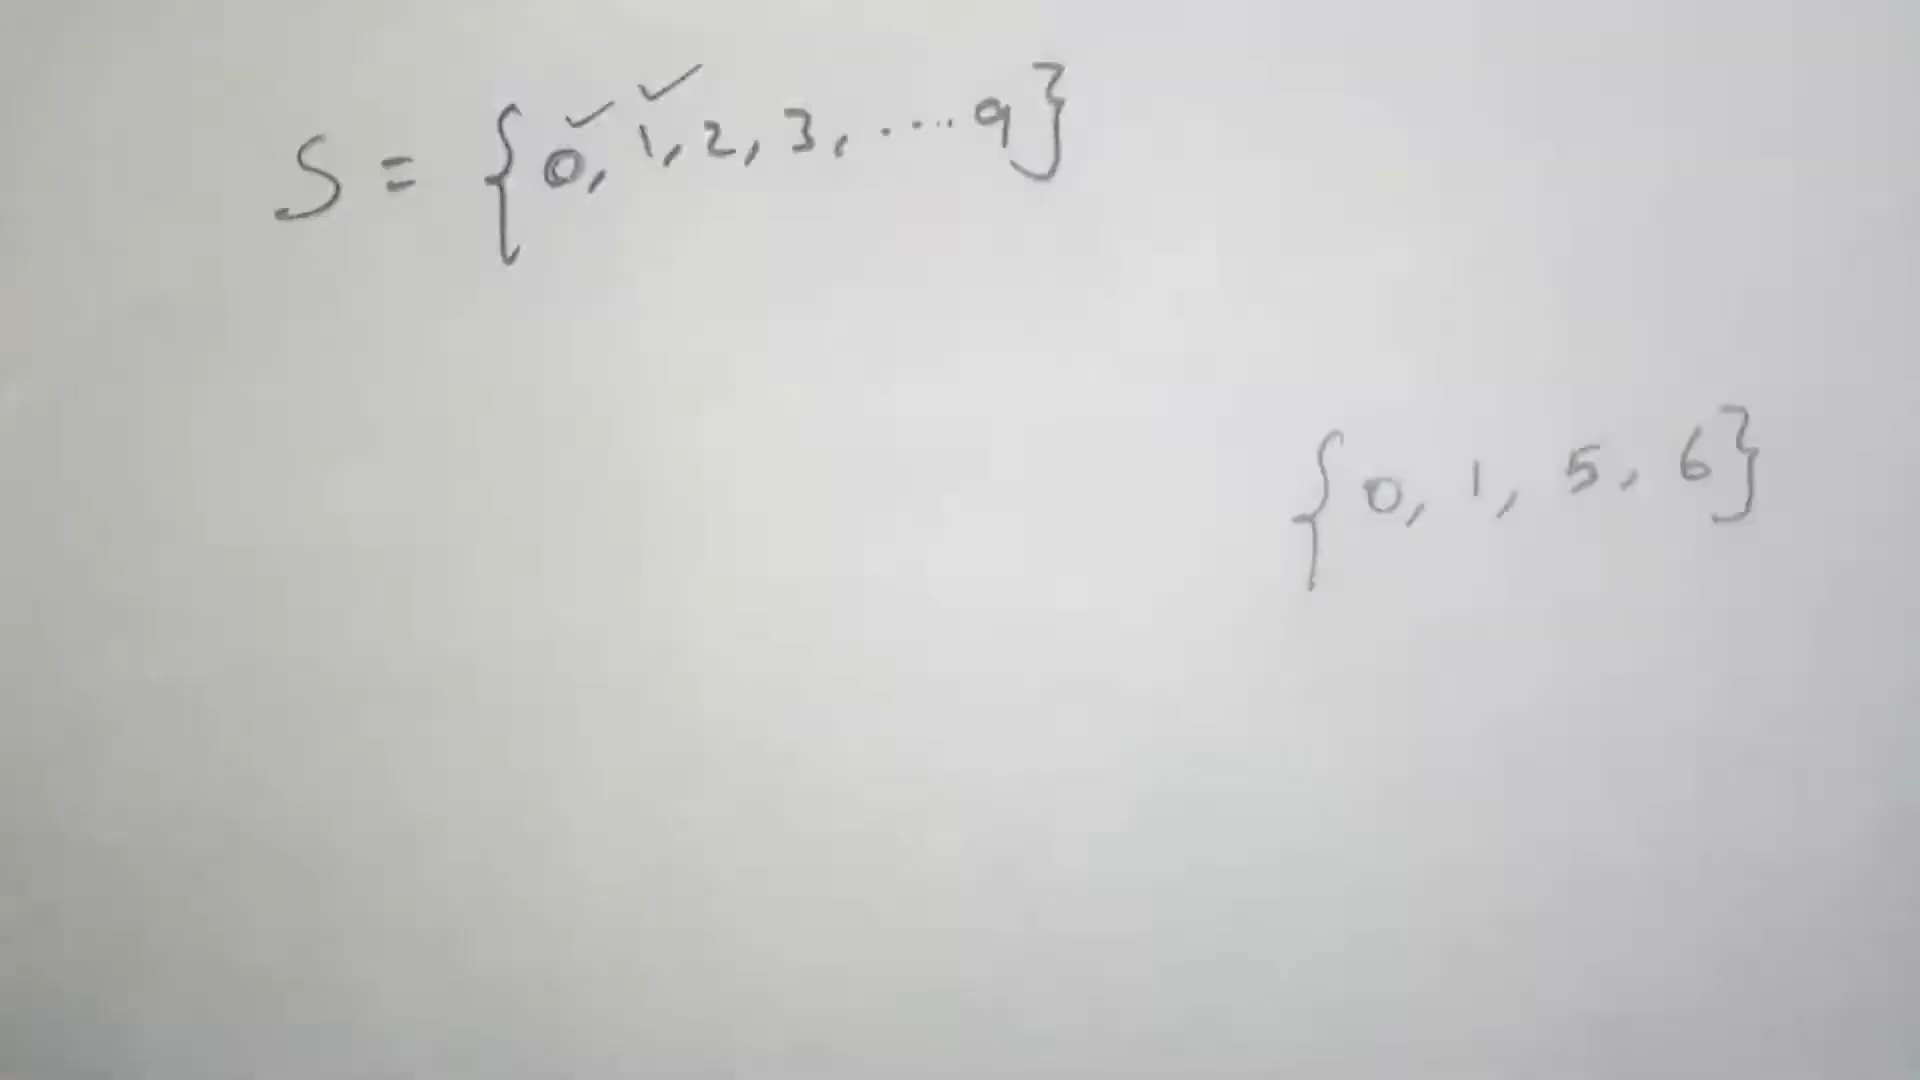 S = {0, 1, 2, 3, ..... 9}
{0, 1, 5, 6}